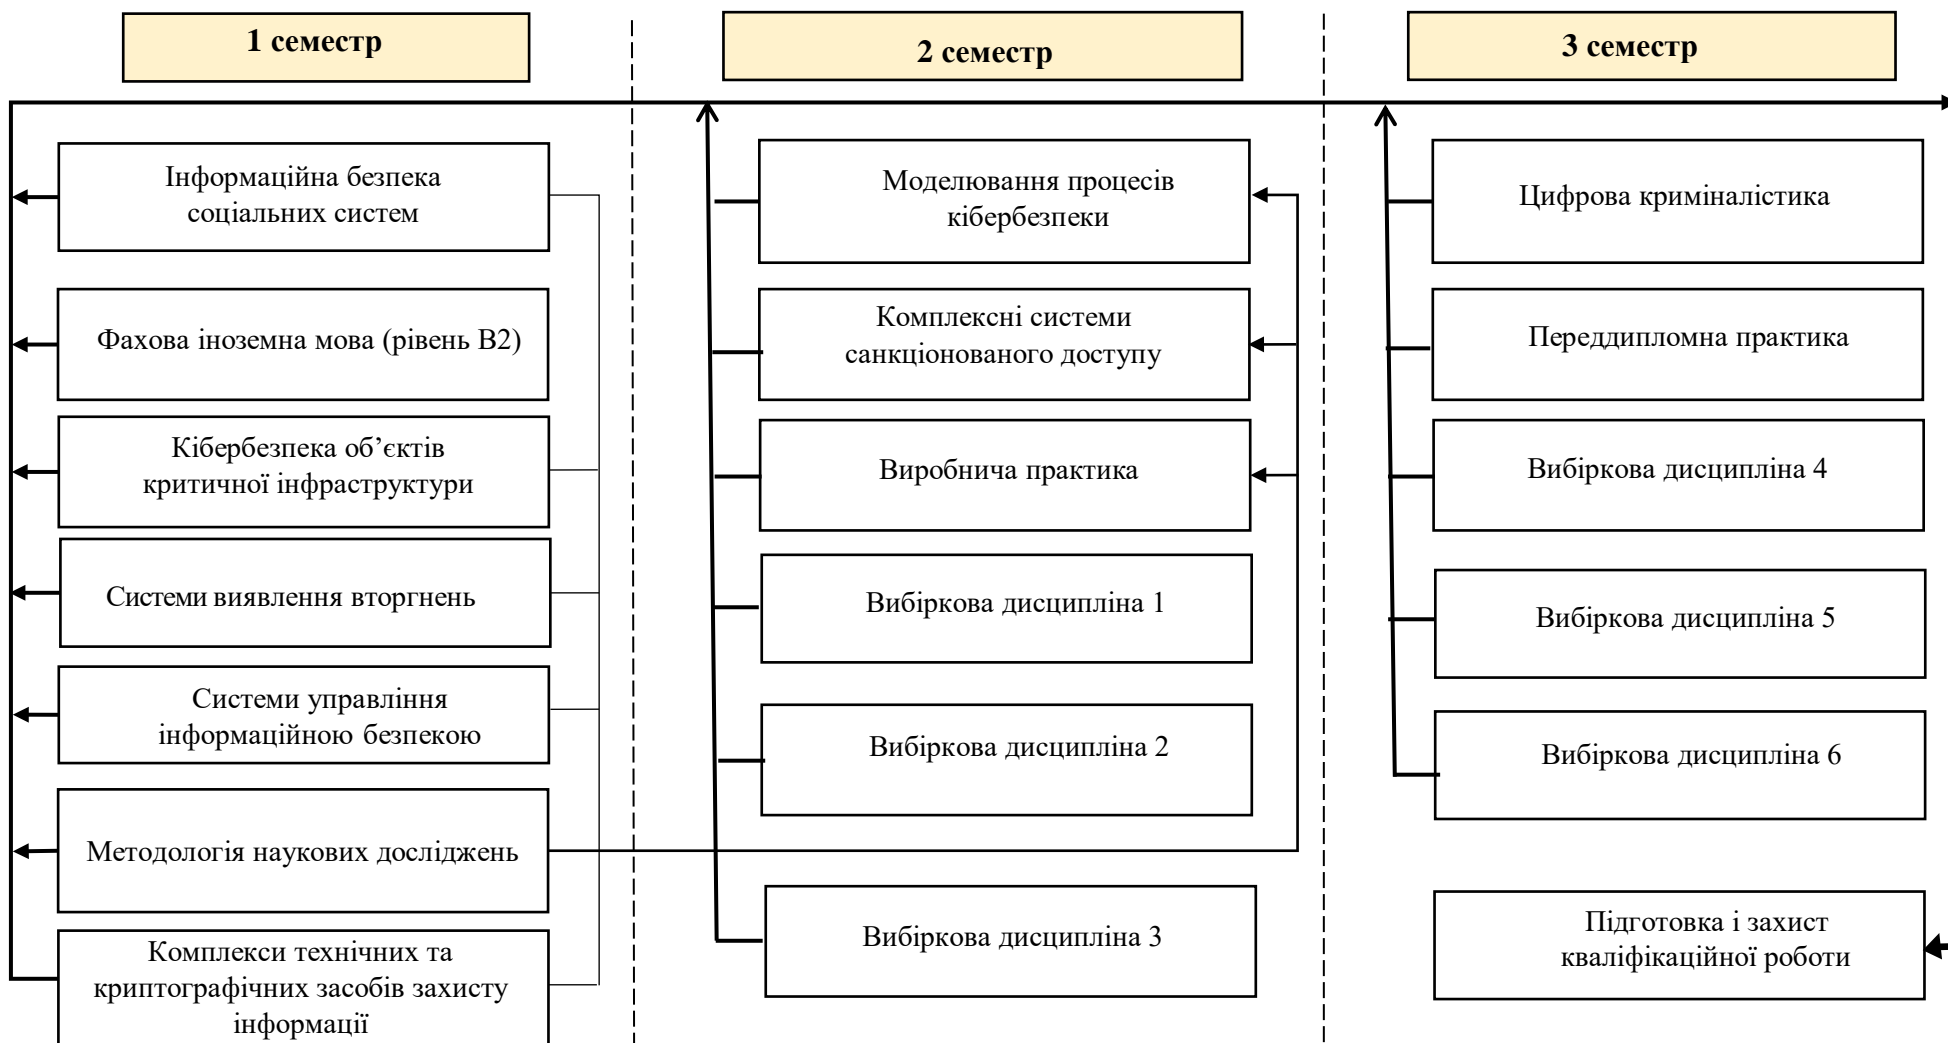 1 семестр
2 семестр
3 семестр
Інформаційна безпека
соціальних систем
Фахова іноземна мова (рівень В2)
Кібербезпека об’єктів
критичної інфраструктури
Системи виявлення вторгнень
Системи управління
інформаційною безпекою
Методологія наукових досліджень
Комплекси технічних та
криптографічних засобів захисту
інформації
Моделювання процесів
кібербезпеки
Комплексні системи
санкціонованого доступу
Виробнича практика
Вибіркова дисципліна 1
Вибіркова дисципліна 2
Вибіркова дисципліна 3
Цифрова криміналістика
Переддипломна практика
Вибіркова дисципліна 4
Вибіркова дисципліна 5
Вибіркова дисципліна 6
Підготовка і захист
кваліфікаційної роботи